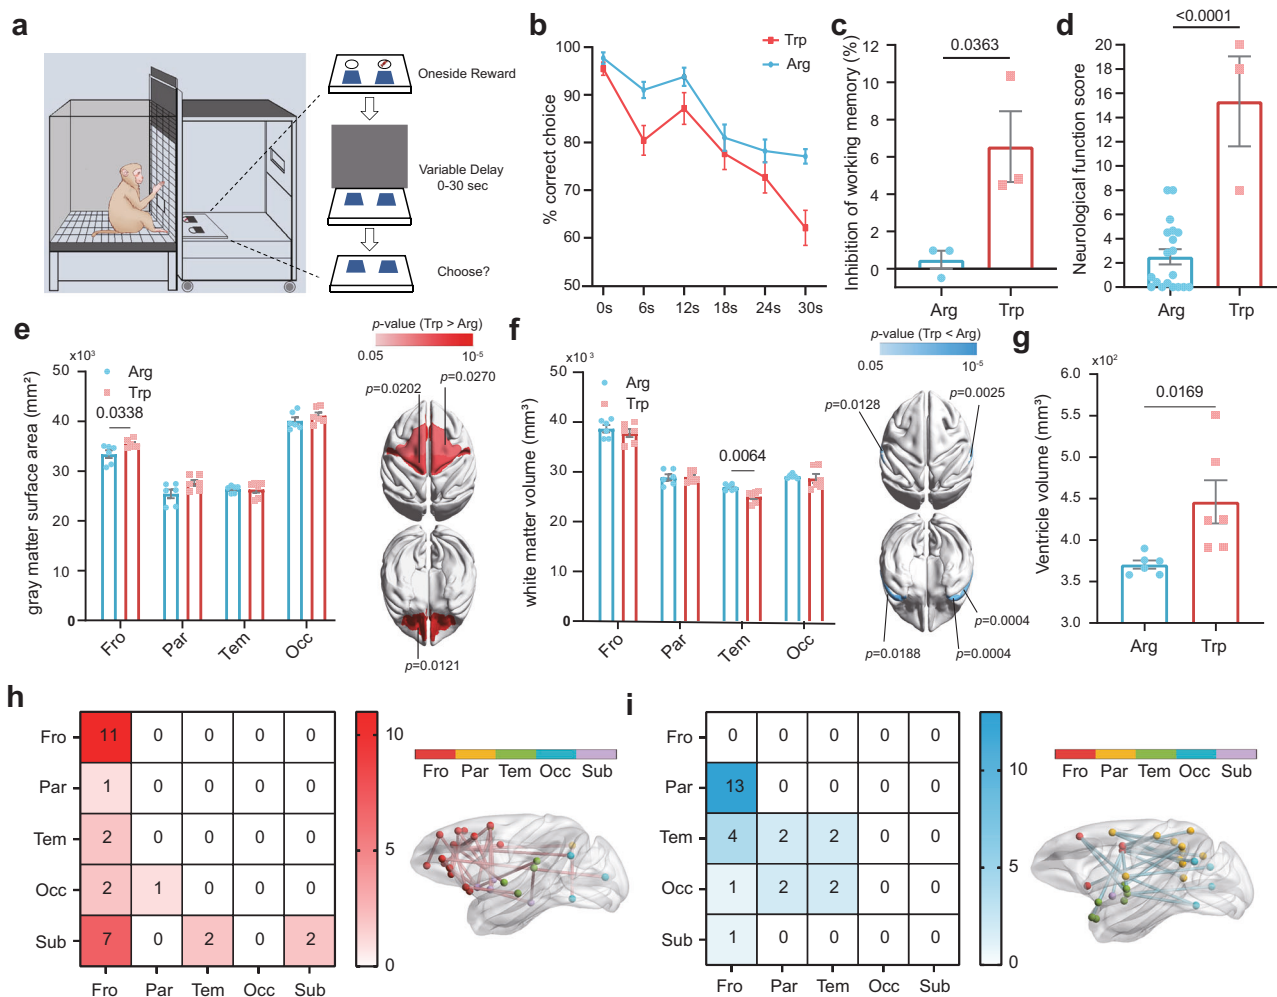 a
Oneside Reward
Variable Delay
0-30 sec
Choose?
b
Trp
Arg
% correct choice
100
90
80
70
60
50
0s 6s 12s 18s 24s 30s
c
0.0363
Inhibition of working memory (%)
12
10
8
6
4
2
0
Arg Trp
d
<0.0001
Neurological function score
20
18
16
14
12
10
8
6
4
2
0
Arg Trp
e
x10³
gray matter surface area (mm²)
50
40
30
20
10
0
Arg
Trp
0.0338
Fro Par Tem Occ
p-value (Trp > Arg)
0.05 10⁻⁵
p=0.0270
p=0.0202
p=0.0121
f
x10³
white matter volume (mm³)
50
40
30
20
10
0
Arg
Trp
0.0064
Fro Par Tem Occ
p-value (Trp < Arg)
0.05 10⁻⁵
p=0.0025
p=0.0128
p=0.0004
p=0.0188 p=0.0004
g
x10²
Ventricle volume (mm³)
6.0
5.5
5.0
4.5
4.0
3.5
3.0
0.0169
Arg Trp
h
Fro 11 0 0 0 0
Par 1 0 0 0 0
Tem 2 0 0 0 0
Occ 2 1 0 0 0
Sub 7 0 2 0 2
Fro Par Tem Occ Sub
10
5
0
Fro Par Tem Occ Sub
i
Fro 0 0 0 0 0
Par 13 0 0 0 0
Tem 4 2 2 0 0
Occ 1 2 2 0 0
Sub 1 0 0 0 0
Fro Par Tem Occ Sub
10
5
0
Fro Par Tem Occ Sub